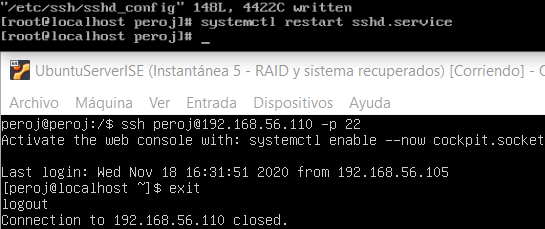 "/etc/ssh/sshd_config" 148L, 4422C written
[root@localhost peroj]# systemctl restart sshd.service
[root@localhost peroj]# _
UbuntuServerISE (Instantánea 5 - RAID y sistema recuperados) [Corriendo] -
Archivo Máquina Ver Entrada Dispositivos Ayuda
peroj@peroj:/$ ssh peroj@192.168.56.110 -p 22
Activate the web console with: systemctl enable --now cockpit.socket
Last login: Wed Nov 18 16:31:51 2020 from 192.168.56.105
[peroj@localhost ~]$ exit
logout
Connection to 192.168.56.110 closed.